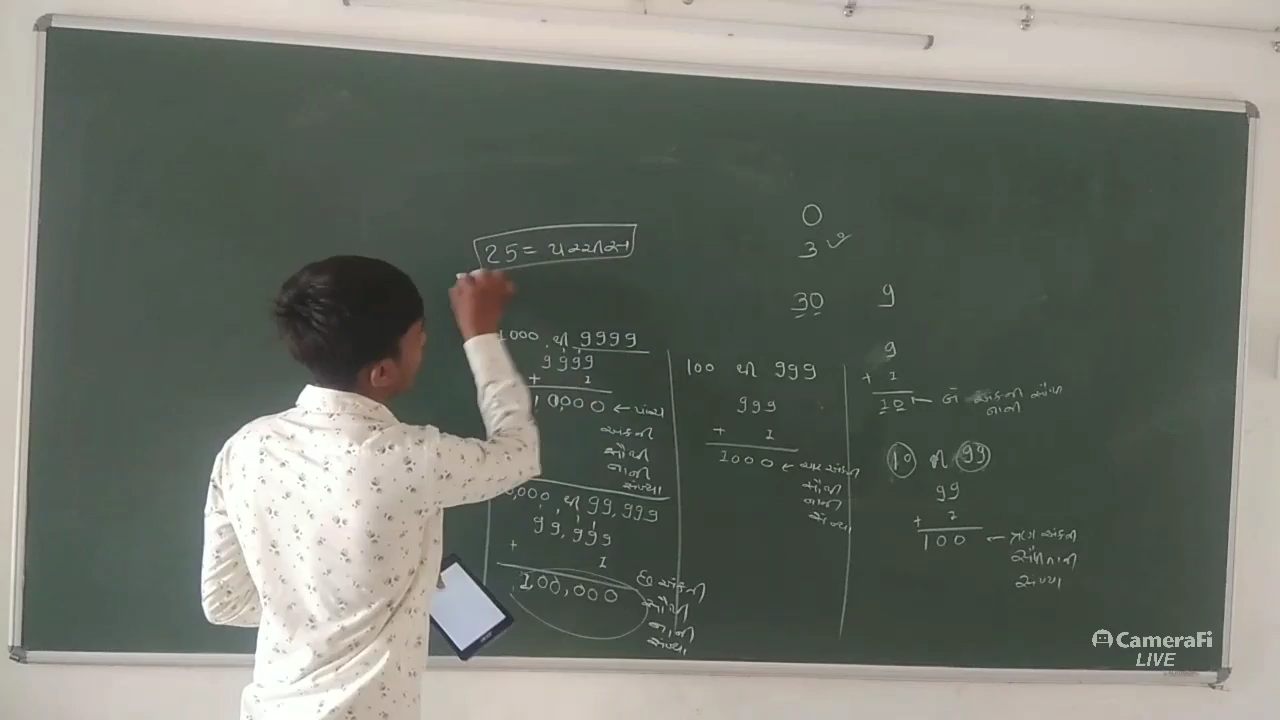 0
3
25 = પચ્ચીસ
30
9
1000 થી 9999
9999
+ 1
10,000 ← પાંચ
અંકની
સૌથી
નાની
સંખ્યા
,000 થી 99,999
99,999
+ 1
100,000
છ અંકની
સૌથી
નાની
સંખ્યા
100 થી 999
999
+ 1
1000 ← ચાર અંકની
સૌથી
નાની
સંખ્યા
9
+ 1
10 ← બે અંકની સૌથી
નાની
10 થી 99
99
+ 1
100 ← ત્રણ અંકની
સૌથી નાની
સંખ્યા
CameraFi
LIVE